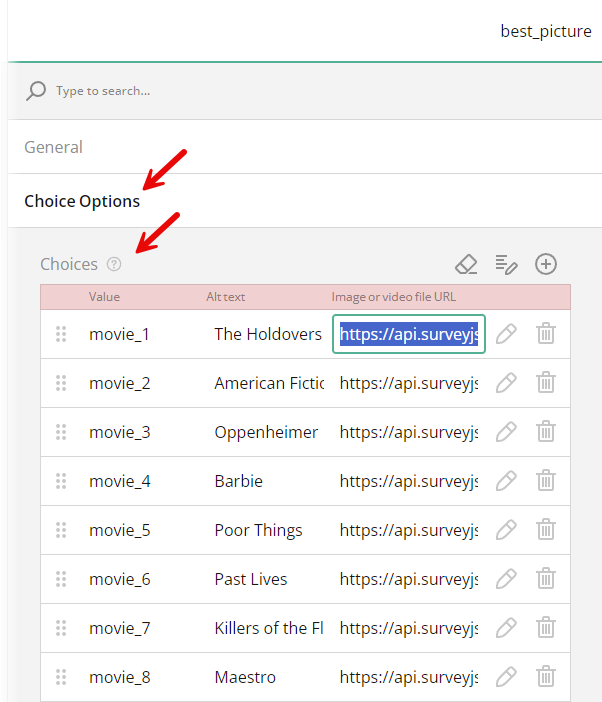 best_picture
Type to search...
General
Choice Options
Choices ?
Value Alt text Image or video file URL
movie_1 The Holdovers https://api.surveyjs
movie_2 American Fictio https://api.surveyjs
movie_3 Oppenheimer https://api.surveyjs
movie_4 Barbie https://api.surveyjs
movie_5 Poor Things https://api.surveyjs
movie_6 Past Lives https://api.surveyjs
movie_7 Killers of the Fl https://api.surveyjs
movie_8 Maestro https://api.surveyjs